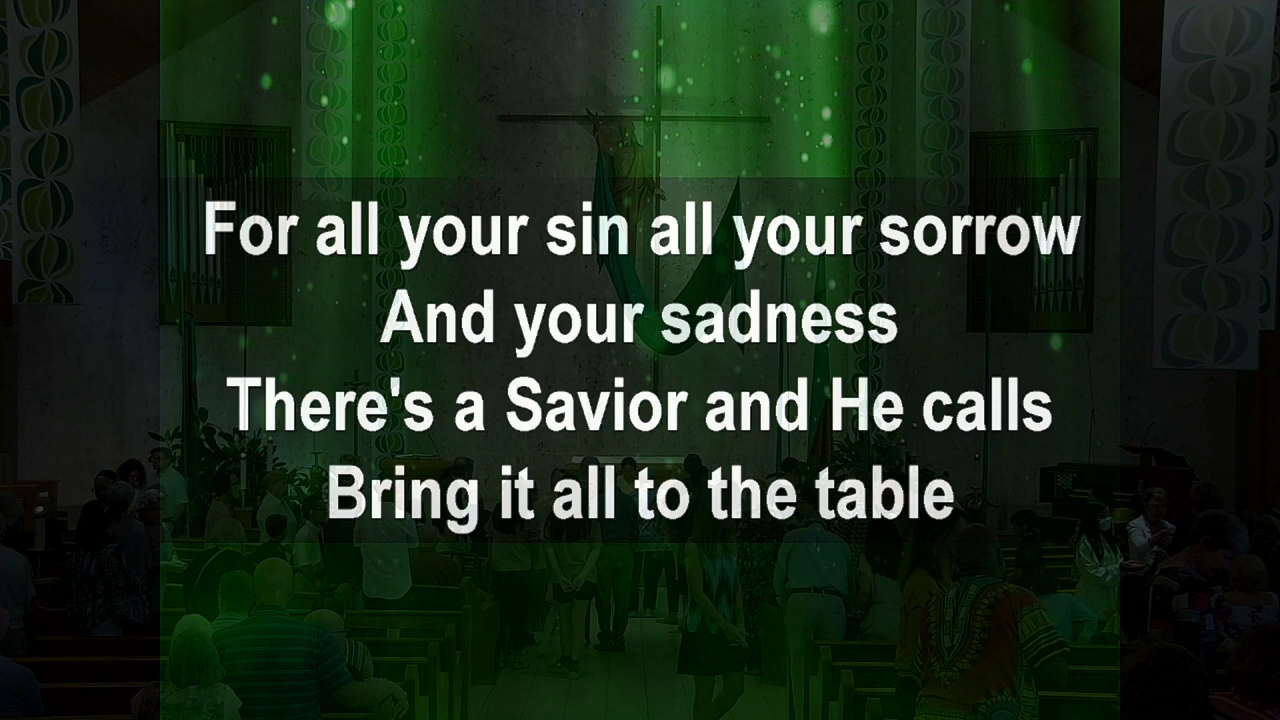 For all your sin all your sorrow
And your sadness
There's a Savior and He calls
Bring it all to the table